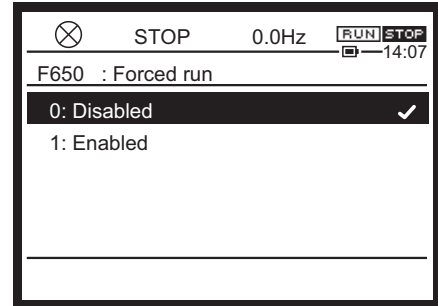 STOP 0.0Hz RUN STOP
14:07
F650 : Forced run
0: Disabled
1: Enabled